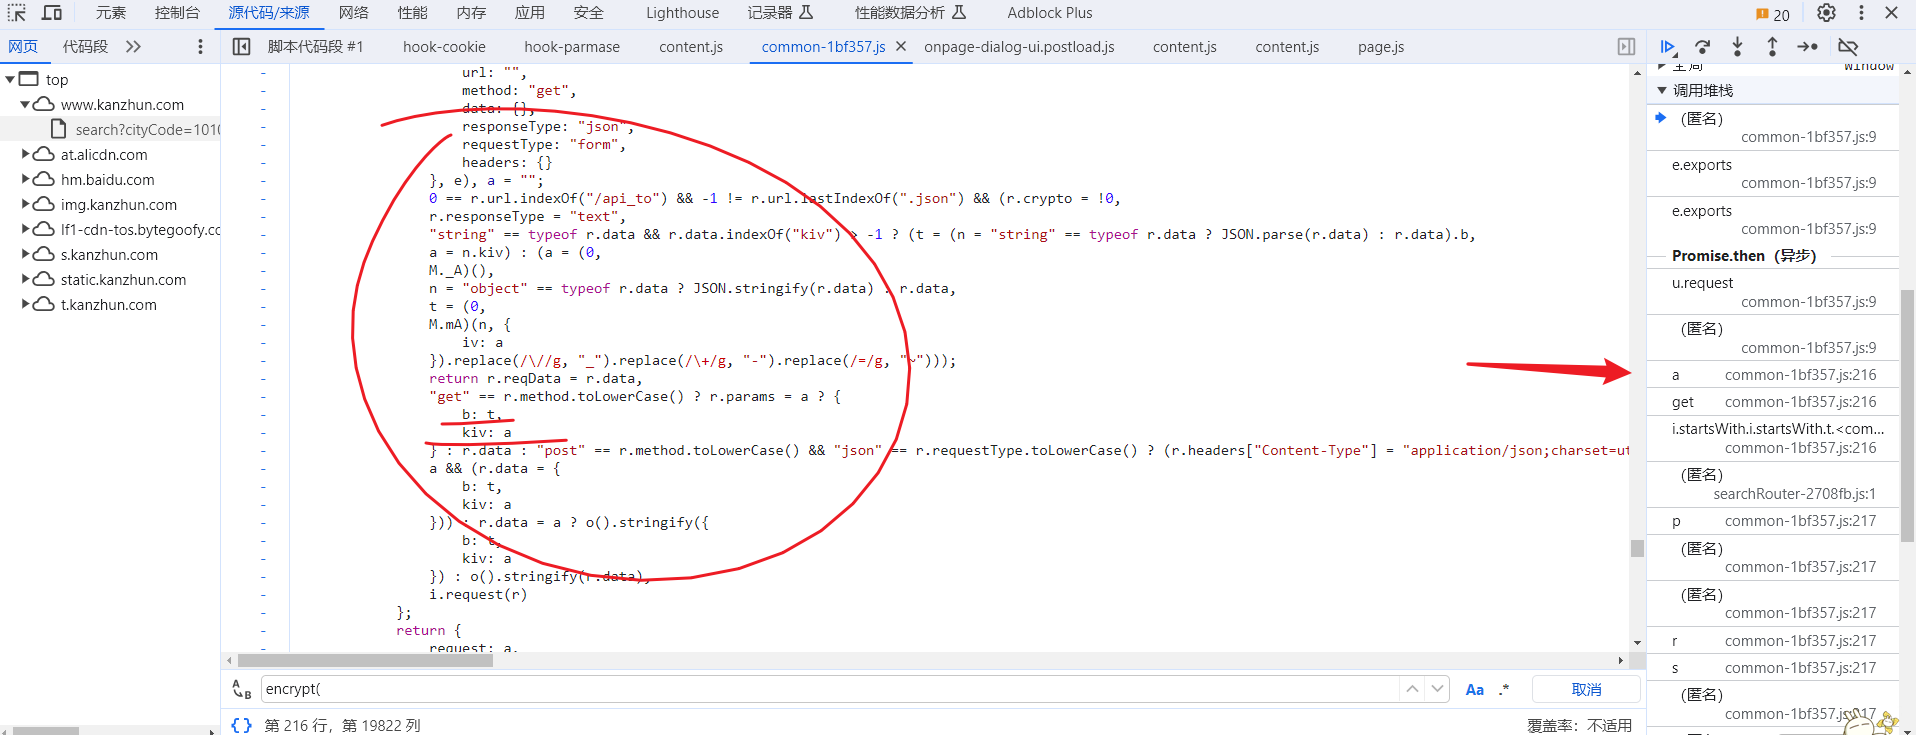 元素 控制台 源代码/来源 网络 性能 内存 应用 安全 Lighthouse 记录器 性能数据分析 Adblock Plus 20
网页 代码段 脚本代码段 #1 hook-cookie hook-parmase content.js common-1bf357.js onpage-dialog-ui.postload.js content.js content.js page.js
top
www.kanzhun.com
search?cityCode=1010
at.alicdn.com
hm.baidu.com
img.kanzhun.com
lf1-cdn-tos.bytegoofy.cc
s.kanzhun.com
static.kanzhun.com
t.kanzhun.com
url: "",
method: "get",
data: {},
responseType: "json",
requestType: "form",
headers: {}
}, e), a = "";
0 == r.url.indexOf("/api_to") && -1 != r.url.lastIndexOf(".json") && (r.crypto = !0,
r.responseType = "text",
"string" == typeof r.data && r.data.indexOf("kiv") > -1 ? (t = (n = "string" == typeof r.data ? JSON.parse(r.data) : r.data).b,
a = n.kiv) : (a = (0,
M._A)(),
n = "object" == typeof r.data ? JSON.stringify(r.data) : r.data,
t = (0,
M.mA)(n, {
iv: a
}).replace(/\//g, "_").replace(/\+/g, "-").replace(/=/g, "~")));
return r.reqData = r.data,
"get" == r.method.toLowerCase() ? r.params = a ? {
b: t,
kiv: a
} : r.data : "post" == r.method.toLowerCase() && "json" == r.requestType.toLowerCase() ? (r.headers["Content-Type"] = "application/json;charset=ut
a && (r.data = {
b: t,
kiv: a
})) : r.data = a ? o().stringify({
b: t,
kiv: a
}) : o().stringify(r.data),
i.request(r)
};
return {
request: a,
encrypt(
Aa .* 取消
{} 第 216 行，第 19822 列 覆盖率：不适用
全局 Window
调用堆栈
(匿名)
common-1bf357.js:9
e.exports
common-1bf357.js:9
e.exports
common-1bf357.js:9
Promise.then（异步）
u.request
common-1bf357.js:9
(匿名)
common-1bf357.js:9
a common-1bf357.js:216
get common-1bf357.js:216
i.startsWith.i.startsWith.t.<com...
common-1bf357.js:216
(匿名)
searchRouter-2708fb.js:1
p common-1bf357.js:217
(匿名)
common-1bf357.js:217
(匿名)
common-1bf357.js:217
r common-1bf357.js:217
s common-1bf357.js:217
(匿名)
common-1bf357.js:217